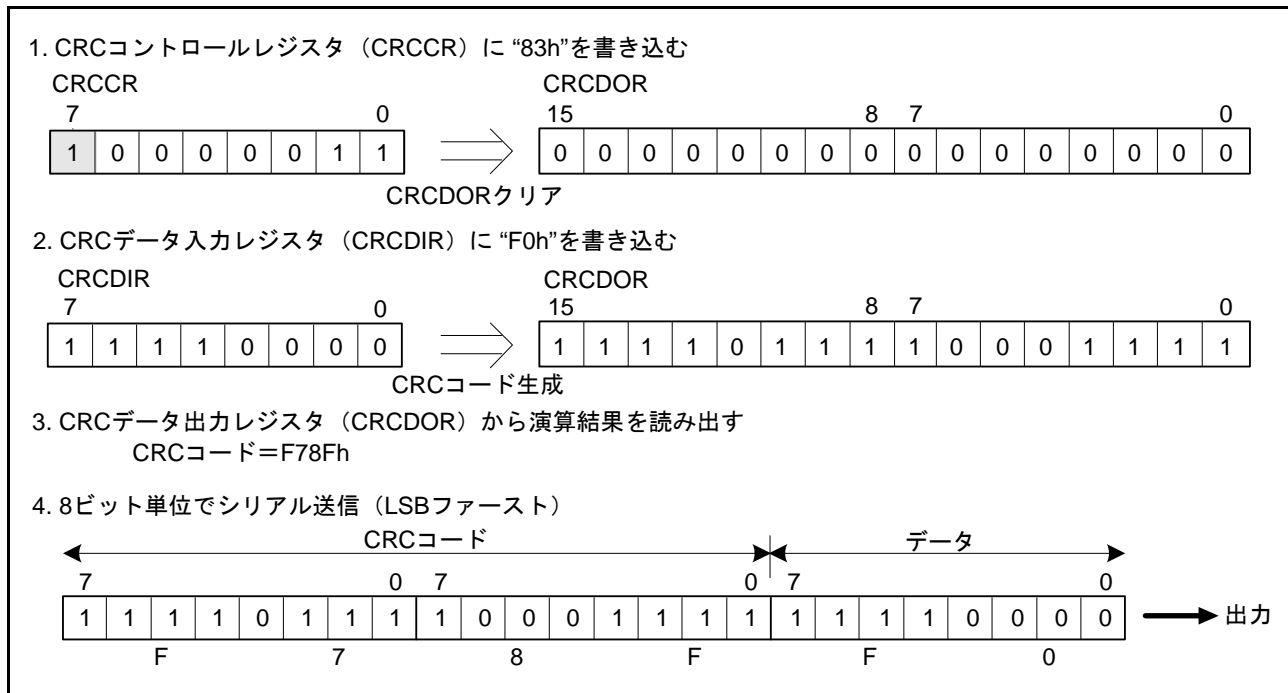 1. CRCコントロールレジスタ（CRCCR）に “83h”を書き込む
CRCCR CRCDOR
7 0 15 8 7 0
1 0 0 0 0 0 1 1 0 0 0 0 0 0 0 0 0 0 0 0 0 0 0 0
CRCDORクリア
2. CRCデータ入力レジスタ（CRCDIR）に “F0h”を書き込む
CRCDIR CRCDOR
7 0 15 8 7 0
1 1 1 1 0 0 0 0 1 1 1 1 0 1 1 1 1 0 0 0 1 1 1 1
CRCコード生成
3. CRCデータ出力レジスタ（CRCDOR）から演算結果を読み出す
CRCコード＝F78Fh
4. 8ビット単位でシリアル送信（LSBファースト）
CRCコード データ
7 0 7 0 7 0
1 1 1 1 0 1 1 1 1 0 0 0 1 1 1 1 1 1 1 1 0 0 0 0 出力
F 7 8 F F 0